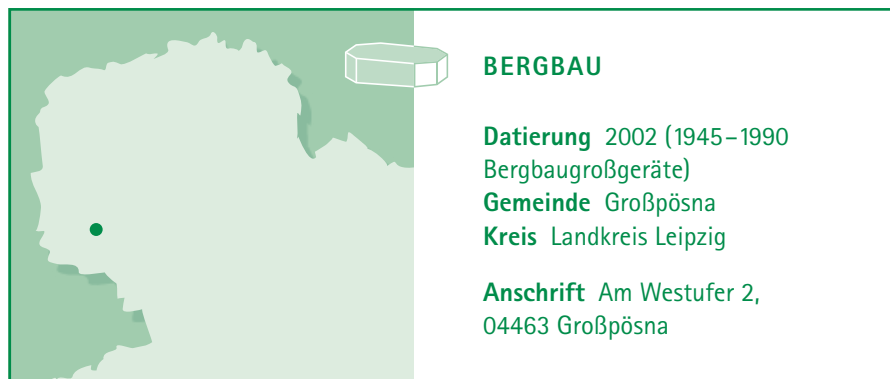 BERGBAU
Datierung 2002 (1945–1990
Bergbaugroßgeräte)
Gemeinde Großpösna
Kreis Landkreis Leipzig
Anschrift Am Westufer 2,
04463 Großpösna